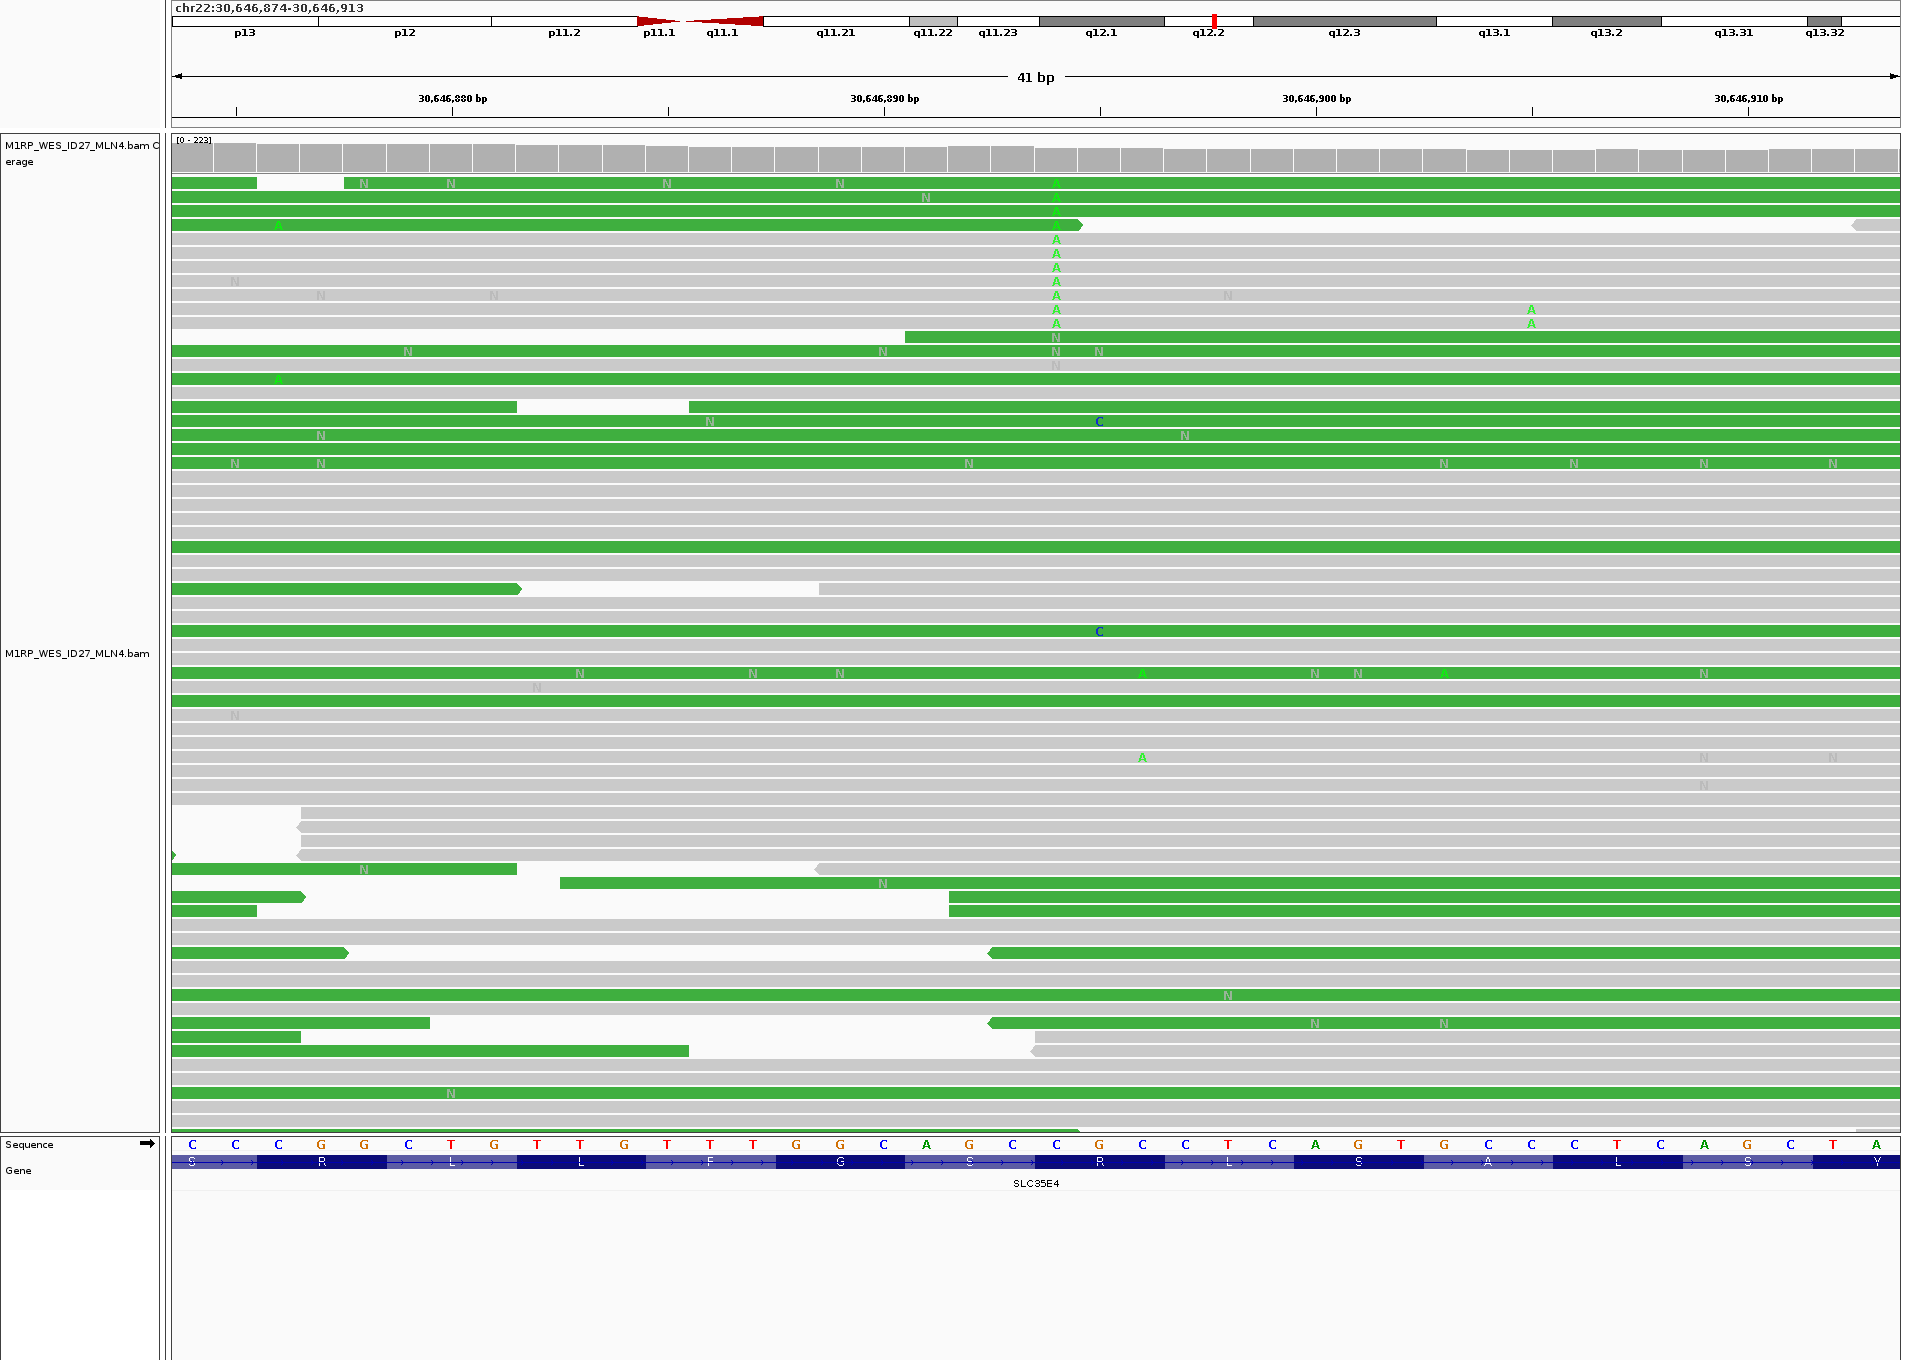 chr22:30,646,874-30,646,913
p13 p12 p11.2 p11.1 q11.1 q11.21 q11.22 q11.23 q12.1 q12.2 q12.3 q13.1 q13.2 q13.31 q13.32
41 bp
30,646,880 bp 30,646,890 bp 30,646,900 bp 30,646,910 bp
M1RP_WES_ID27_MLN4.bam C
erage
[0 - 223]
N N N N A
N A
A
A A
A
A
A
N A
N N A N
A A
A A
N
N N N N
N
A
N C
N N
N N N N N N N
C
N N N A N N A N
M1RP_WES_ID27_MLN4.bam
N
N
A N N
N
N
N
N
N N
N
Sequence
C C C G G C T G T T G T T T G G C A G C C G C C T C A G T G C C C T C A G C T A
Gene
S R L L F G S R L S A L S Y
SLC35E4